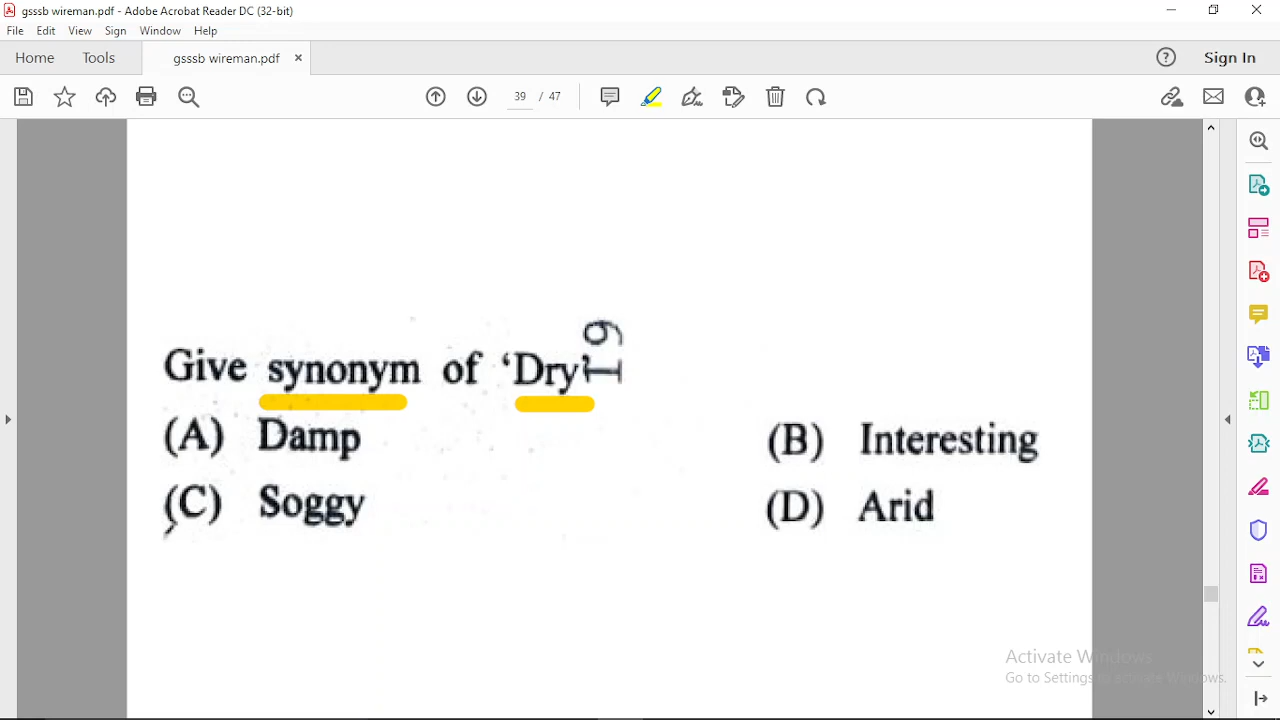 gsssb wireman.pdf - Adobe Acrobat Reader DC (32-bit)
File Edit View Sign Window Help
Home Tools gsssb wireman.pdf × ? Sign In
39 / 47
Give synonym of ‘Dry’
19
(A) Damp (B) Interesting
(C) Soggy (D) Arid
Activate Windows
Go to Settings to activate Windows.